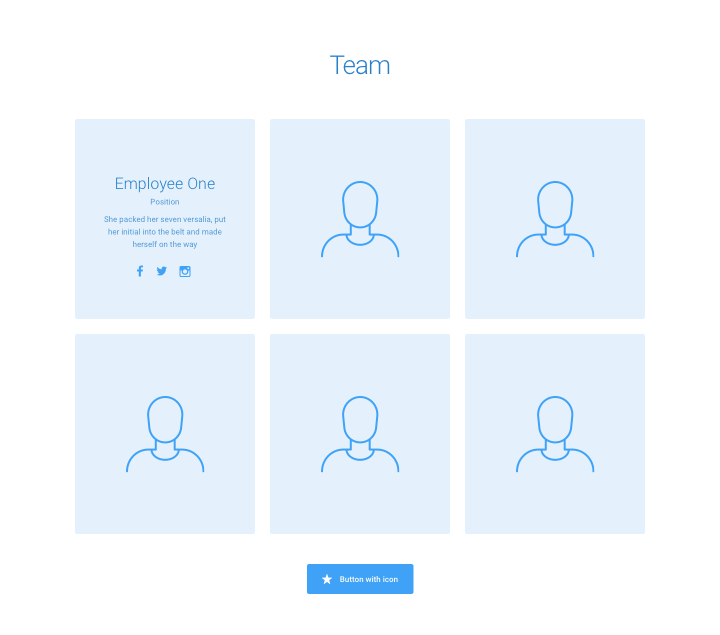 Team
Employee One
Position
She packed her seven versalia, put
her initial into the belt and made
herself on the way
Button with icon